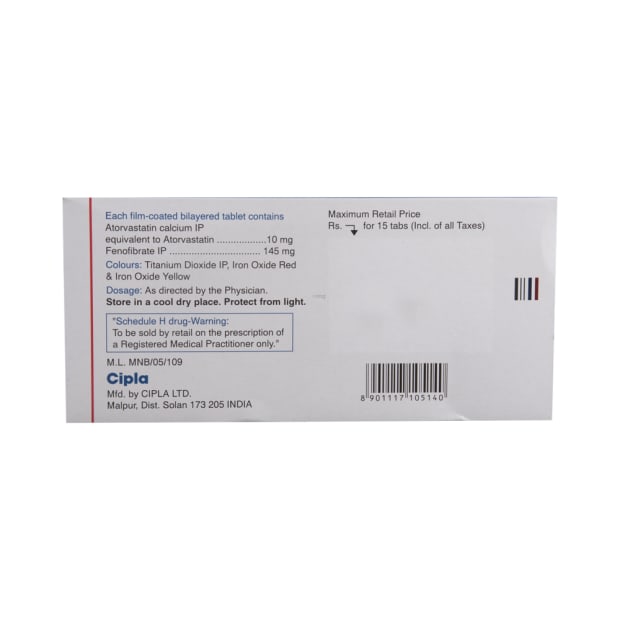 Each film-coated bilayered tablet contains
Atorvastatin calcium IP
equivalent to Atorvastatin ..................10 mg
Fenofibrate IP ................................. 145 mg
Colours: Titanium Dioxide IP, Iron Oxide Red
& Iron Oxide Yellow
Dosage: As directed by the Physician.
Store in a cool dry place. Protect from light.
"Schedule H drug-Warning:
To be sold by retail on the prescription of
a Registered Medical Practitioner only."
M.L. MNB/05/109
Cipla
Mfd. by CIPLA LTD.
Malpur, Dist. Solan 173 205 INDIA
Maximum Retail Price
Rs. for 15 tabs (Incl. of all Taxes)
8 901117 105140